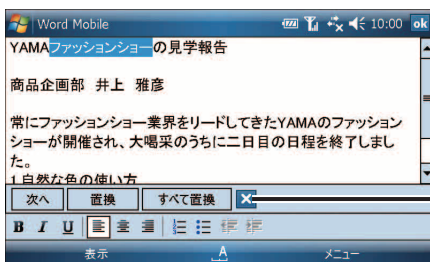 Word Mobile 10:00 ok
YAMAファッションショーの見学報告
商品企画部 井上 雅彦
常にファッションショー業界をリードしてきたYAMAのファッション
ショーが開催され、大喝采のうちに二日目の日程を終了しまし
た。
1.自然な色の使い方
次へ 置換 すべて置換
B I U
表示 A メニュー